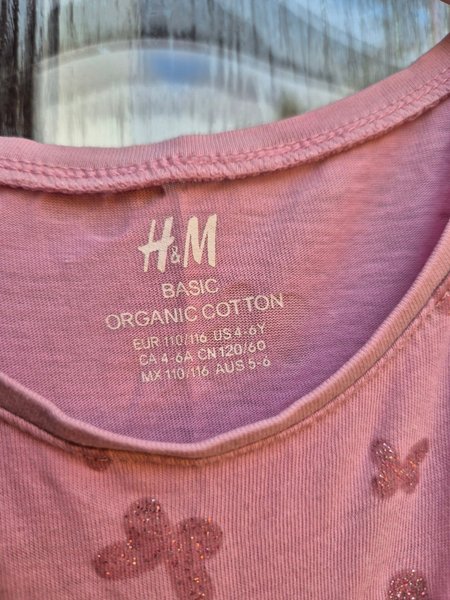 H&M
BASIC
ORGANIC COTTON
EUR 110/116 US 4-6Y
CA 4-6A CN 120/60
MX 110/116 AUS 5-6